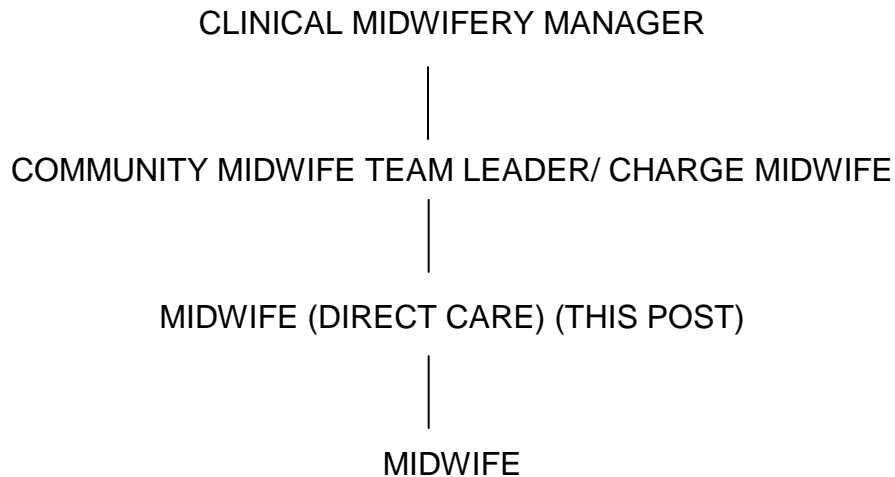 CLINICAL MIDWIFERY MANAGER
COMMUNITY MIDWIFE TEAM LEADER/ CHARGE MIDWIFE
MIDWIFE (DIRECT CARE) (THIS POST)
MIDWIFE